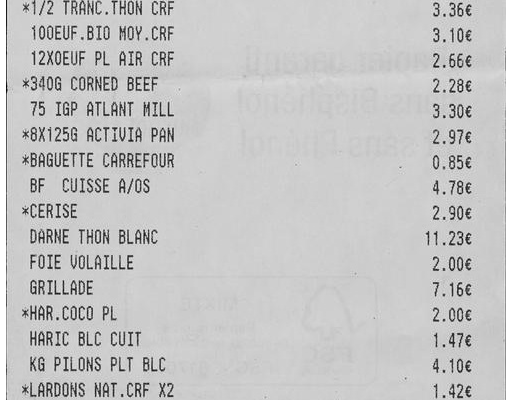 *1/2 TRANC.THON CRF 3.36€
10OEUF.BIO MOY.CRF 3.10€
12XOEUF PL AIR CRF 2.66€
*340G CORNED BEEF 2.28€
75 IGP ATLANT MILL 3.30€
*8X125G ACTIVIA PAN 2.97€
*BAGUETTE CARREFOUR 0.85€
BF CUISSE A/OS 4.78€
*CERISE 2.90€
DARNE THON BLANC 11.23€
FOIE VOLAILLE 2.00€
GRILLADE 7.16€
*HAR.COCO PL 2.00€
HARIC BLC CUIT 1.47€
KG PILONS PLT BLC 4.10€
*LARDONS NAT.CRF X2 1.42€